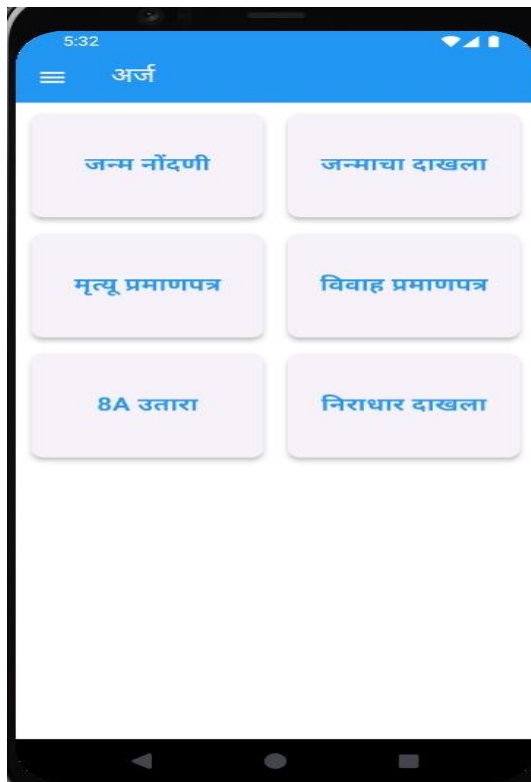 5:32
अर्ज
जन्म नोंदणी
जन्माचा दाखला
मृत्यू प्रमाणपत्र
विवाह प्रमाणपत्र
8A उतारा
निराधार दाखला